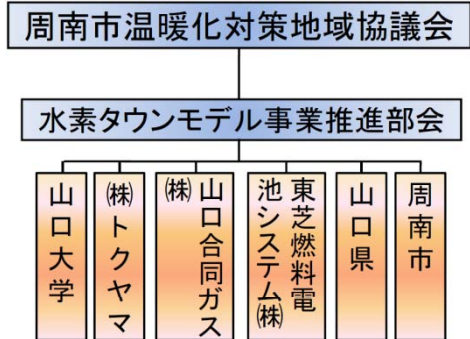 周南市温暖化対策地域協議会
水素タウンモデル事業推進部会
山口大学
㈱トクヤマ
山口合同ガス
㈱
東芝燃料電
池システム㈱
山口県
周南市